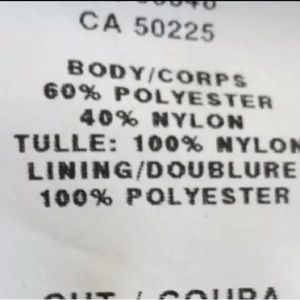 CA 50225
BODY/CORPS
60% POLYESTER
40% NYLON
TULLE: 100% NYLON
LINING/DOUBLURE
100% POLYESTER